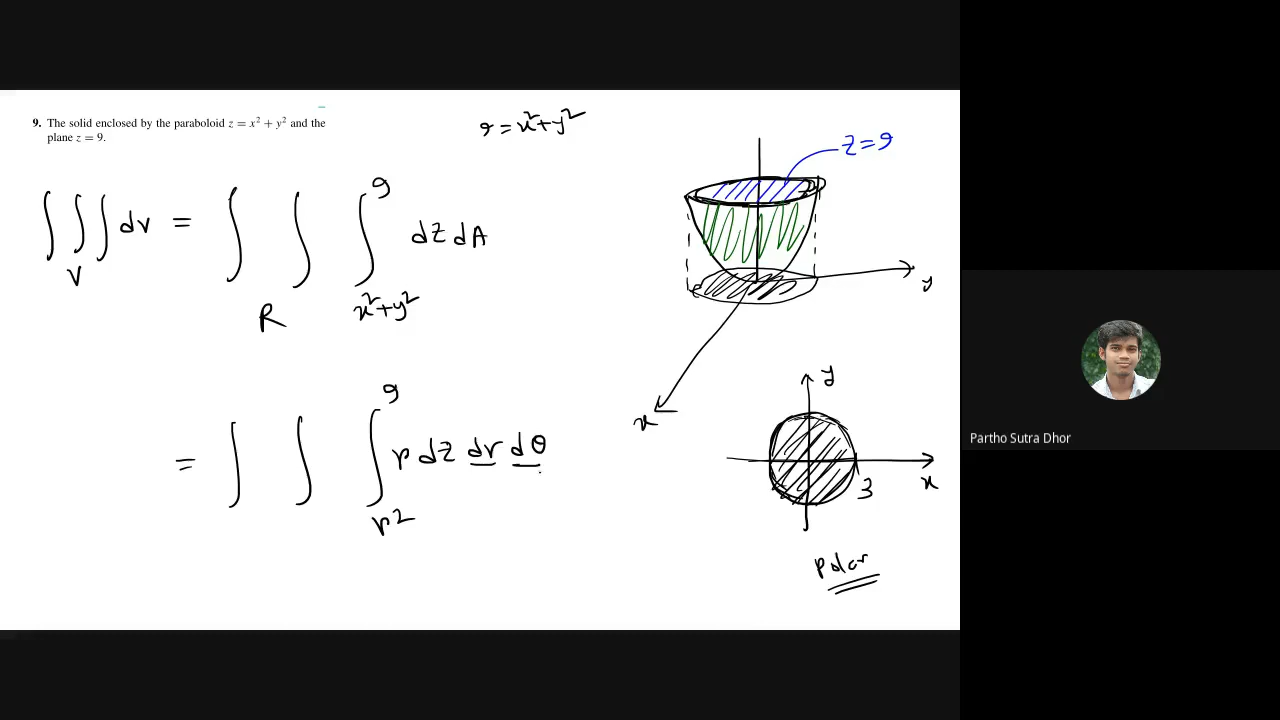 9. The solid enclosed by the paraboloid z = x² + y² and the
plane z = 9.
9 = x² + y²
z = 9
∫∫∫_V dv = ∫∫_R ∫_{x²+y²}^{9} dz dA
y
x
= ∫∫∫_{r²}^{9} r dz dr dθ
y
x
3
Polar
Partho Sutra Dhor